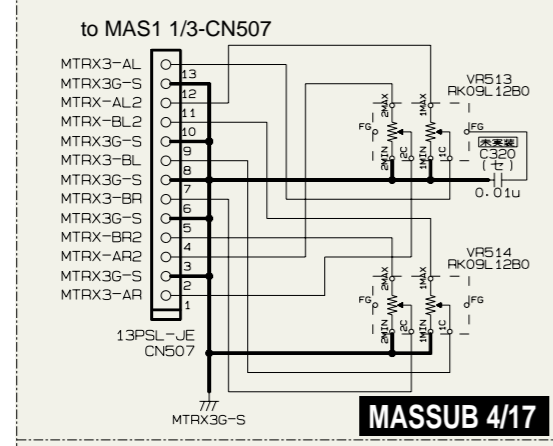 to MAS1 1/3-CN507
MTRX3-AL
13
MTRX3G-S
12
MTRX-AL2
11
MTRX-BL2
10
MTRX3G-S
9
MTRX3-BL
8
MTRX3G-S
7
MTRX3-BR
6
MTRX3G-S
5
MTRX-BR2
4
MTRX-AR2
3
MTRX3G-S
2
MTRX3-AR
1
13PSL-JE
CN507
MTRX3G-S
VR513
RK09L12B0
2MAX
1MAX
FG
FG
2MIN
2C
1MIN
1C
未実装
C320
(セ)
0.01u
VR514
RK09L12B0
2MAX
1MAX
FG
FG
2MIN
2C
1MIN
1C
MASSUB 4/17